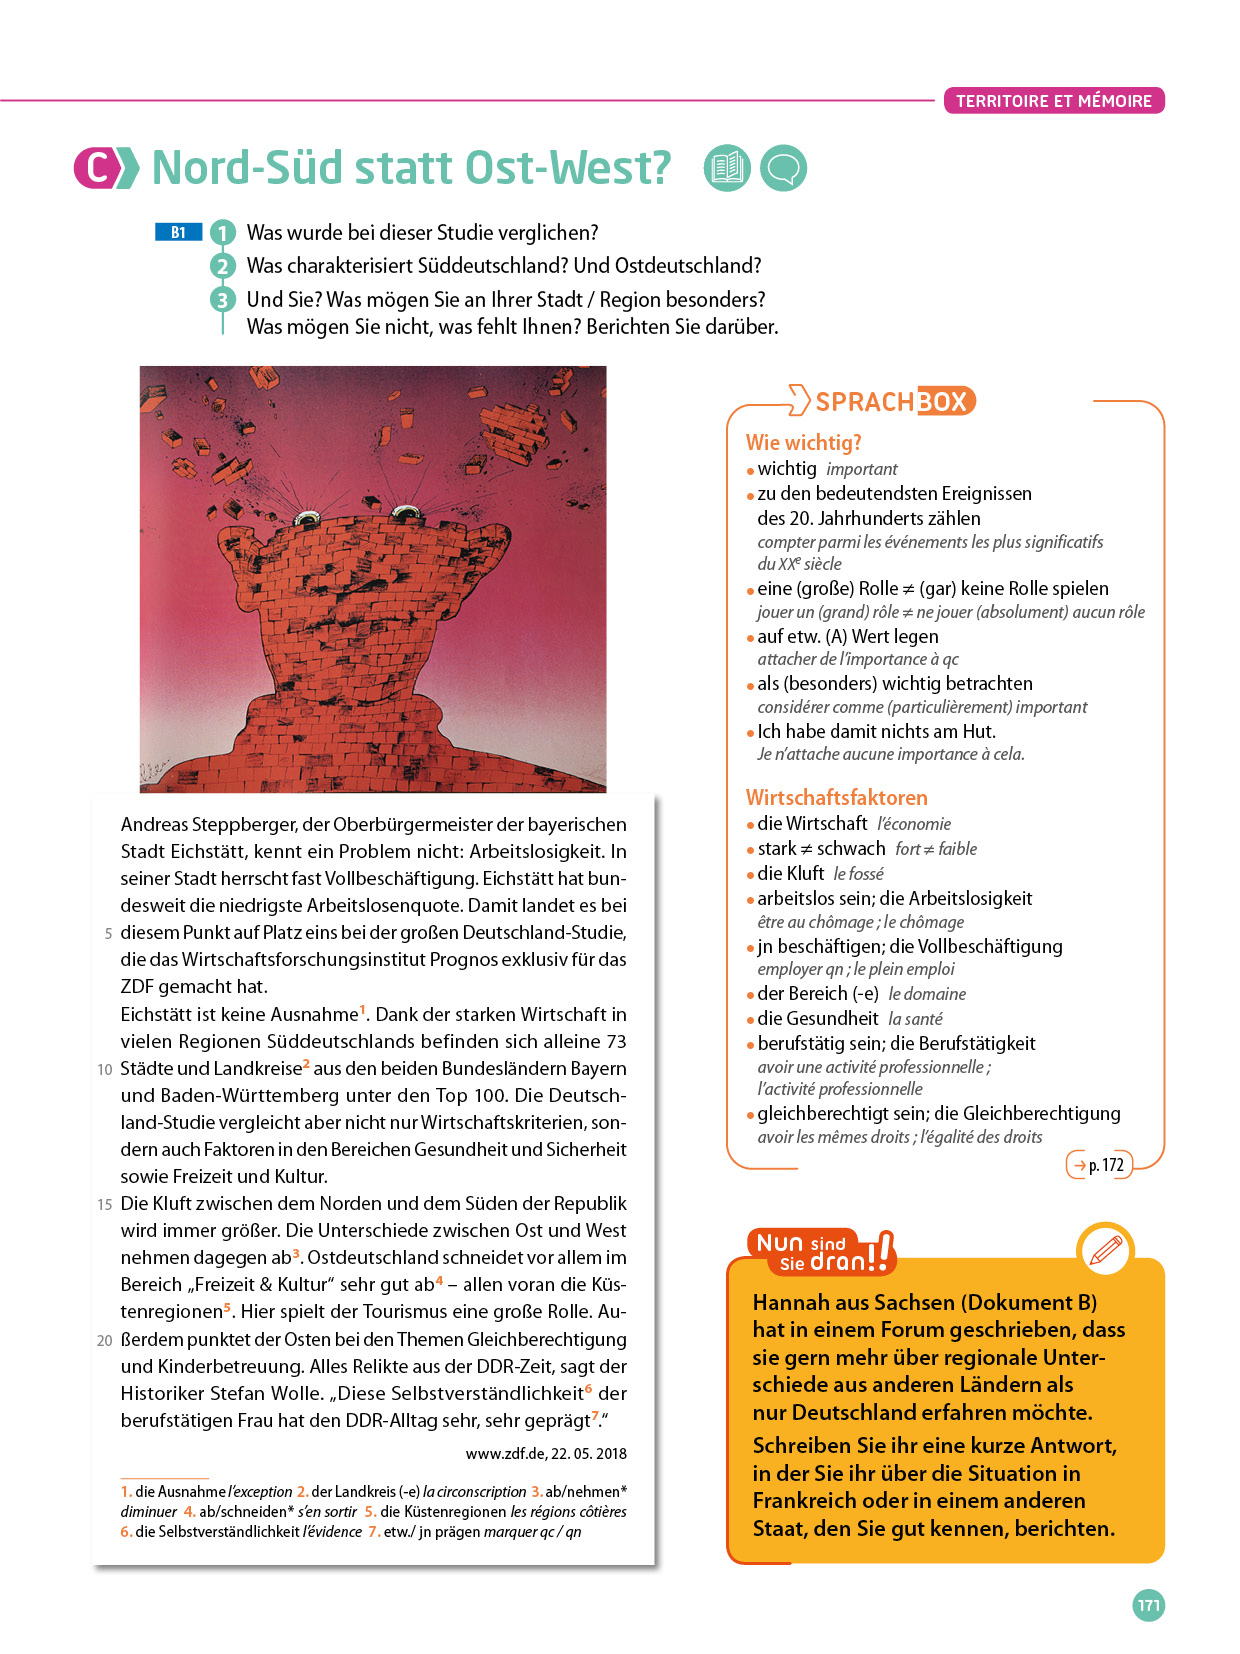 TERRITOIRE ET MÉMOIRE
C Nord-Süd statt Ost-West?
B1
1 Was wurde bei dieser Studie verglichen?
2 Was charakterisiert Süddeutschland? Und Ostdeutschland?
3 Und Sie? Was mögen Sie an Ihrer Stadt / Region besonders?
Was mögen Sie nicht, was fehlt Ihnen? Berichten Sie darüber.
Andreas Steppberger, der Oberbürgermeister der bayerischen
Stadt Eichstätt, kennt ein Problem nicht: Arbeitslosigkeit. In
seiner Stadt herrscht fast Vollbeschäftigung. Eichstätt hat bun-
desweit die niedrigste Arbeitslosenquote. Damit landet es bei
5 diesem Punkt auf Platz eins bei der großen Deutschland-Studie,
die das Wirtschaftsforschungsinstitut Prognos exklusiv für das
ZDF gemacht hat.
Eichstätt ist keine Ausnahme1. Dank der starken Wirtschaft in
vielen Regionen Süddeutschlands befinden sich alleine 73
10 Städte und Landkreise2 aus den beiden Bundesländern Bayern
und Baden-Württemberg unter den Top 100. Die Deutsch-
land-Studie vergleicht aber nicht nur Wirtschaftskriterien, son-
dern auch Faktoren in den Bereichen Gesundheit und Sicherheit
sowie Freizeit und Kultur.
15 Die Kluft zwischen dem Norden und dem Süden der Republik
wird immer größer. Die Unterschiede zwischen Ost und West
nehmen dagegen ab3. Ostdeutschland schneidet vor allem im
Bereich „Freizeit & Kultur“ sehr gut ab4 – allen voran die Küs-
tenregionen5. Hier spielt der Tourismus eine große Rolle. Au-
20 ßerdem punktet der Osten bei den Themen Gleichberechtigung
und Kinderbetreuung. Alles Relikte aus der DDR-Zeit, sagt der
Historiker Stefan Wolle. „Diese Selbstverständlichkeit6 der
berufstätigen Frau hat den DDR-Alltag sehr, sehr geprägt7.“
www.zdf.de, 22. 05. 2018
1. die Ausnahme l’exception 2. der Landkreis (-e) la circonscription 3. ab/nehmen*
diminuer 4. ab/schneiden* s’en sortir 5. die Küstenregionen les régions côtières
6. die Selbstverständlichkeit l’évidence 7. etw./ jn prägen marquer qc / qn
SPRACHBOX
Wie wichtig?
• wichtig important
• zu den bedeutendsten Ereignissen
des 20. Jahrhunderts zählen
compter parmi les événements les plus significatifs
du XXe siècle
• eine (große) Rolle ≠ (gar) keine Rolle spielen
jouer un (grand) rôle ≠ ne jouer (absolument) aucun rôle
• auf etw. (A) Wert legen
attacher de l’importance à qc
• als (besonders) wichtig betrachten
considérer comme (particulièrement) important
• Ich habe damit nichts am Hut.
Je n’attache aucune importance à cela.
Wirtschaftsfaktoren
• die Wirtschaft l’économie
• stark ≠ schwach fort ≠ faible
• die Kluft le fossé
• arbeitslos sein; die Arbeitslosigkeit
être au chômage ; le chômage
• jn beschäftigen; die Vollbeschäftigung
employer qn ; le plein emploi
• der Bereich (-e) le domaine
• die Gesundheit la santé
• berufstätig sein; die Berufstätigkeit
avoir une activité professionnelle ;
l’activité professionnelle
• gleichberechtigt sein; die Gleichberechtigung
avoir les mêmes droits ; l’égalité des droits
→ p. 172
Nun sind
Sie dran!!
Hannah aus Sachsen (Dokument B)
hat in einem Forum geschrieben, dass
sie gern mehr über regionale Unter-
schiede aus anderen Ländern als
nur Deutschland erfahren möchte.
Schreiben Sie ihr eine kurze Antwort,
in der Sie ihr über die Situation in
Frankreich oder in einem anderen
Staat, den Sie gut kennen, berichten.
171